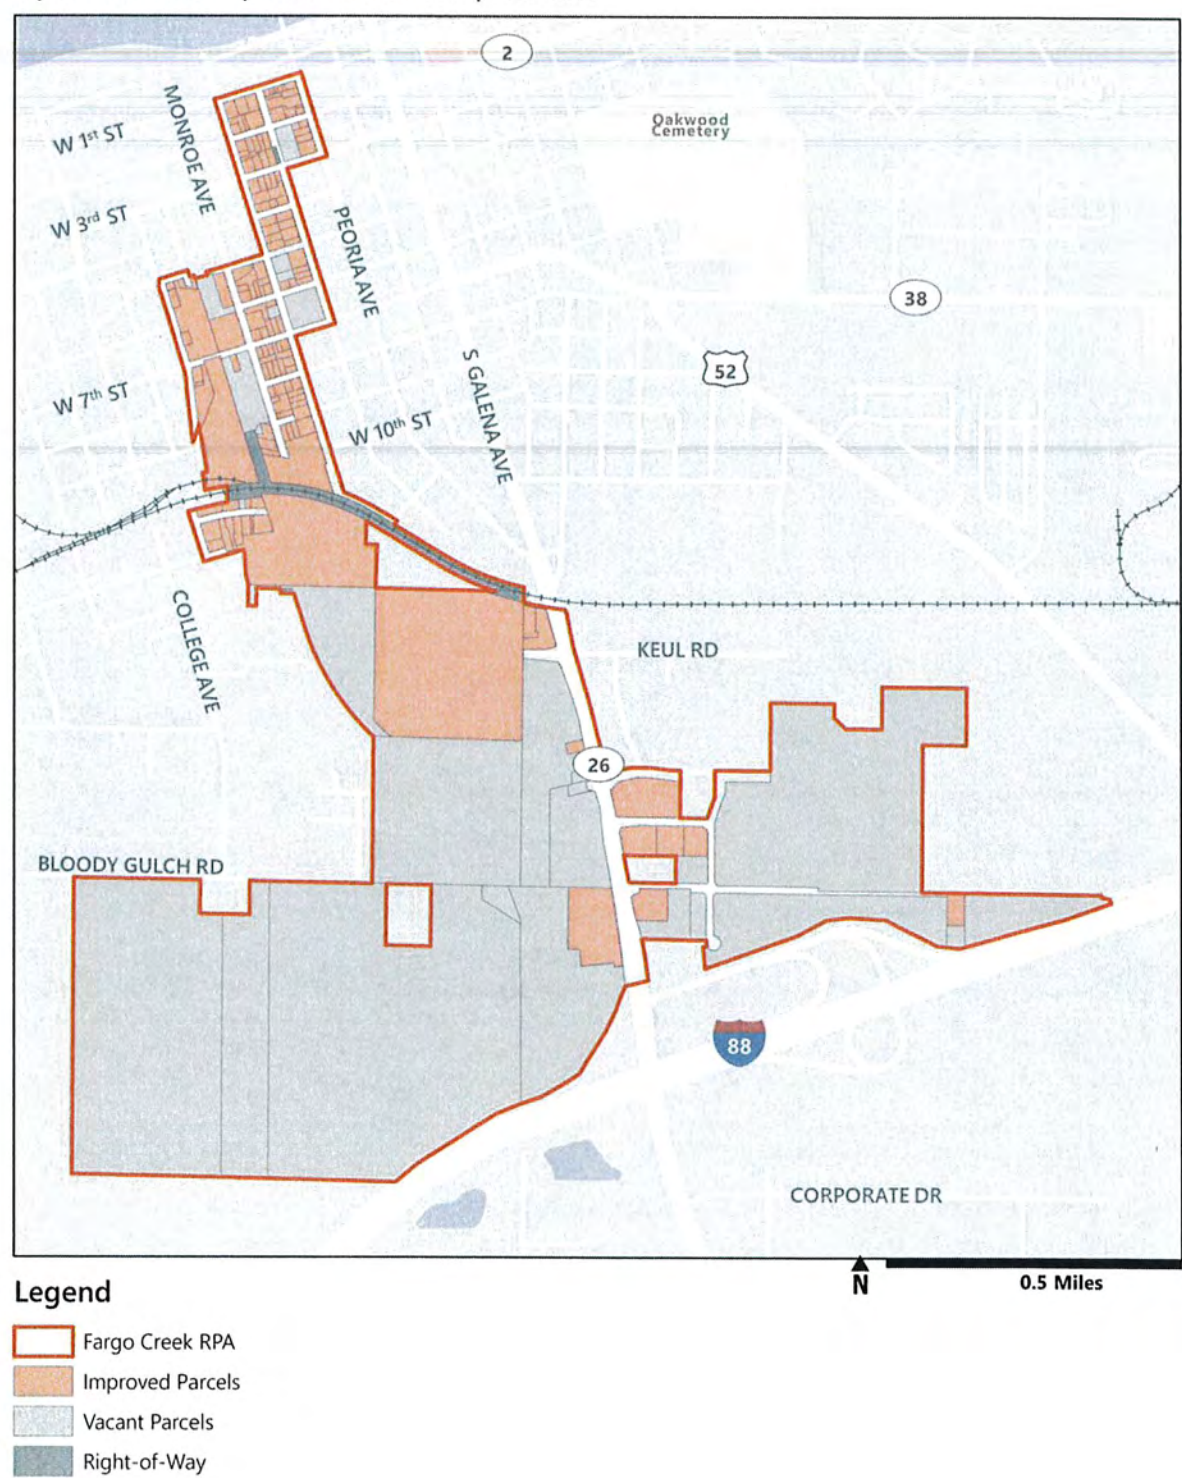 2
Oakwood
Cemetery
MONROE AVE
W 1st ST
W 3rd ST
PEORIA AVE
38
52
S GALENA AVE
W 7th ST
W 10th ST
COLLEGE AVE
KEUL RD
26
BLOODY GULCH RD
88
CORPORATE DR
N
0.5 Miles
Legend
Fargo Creek RPA
Improved Parcels
Vacant Parcels
Right-of-Way